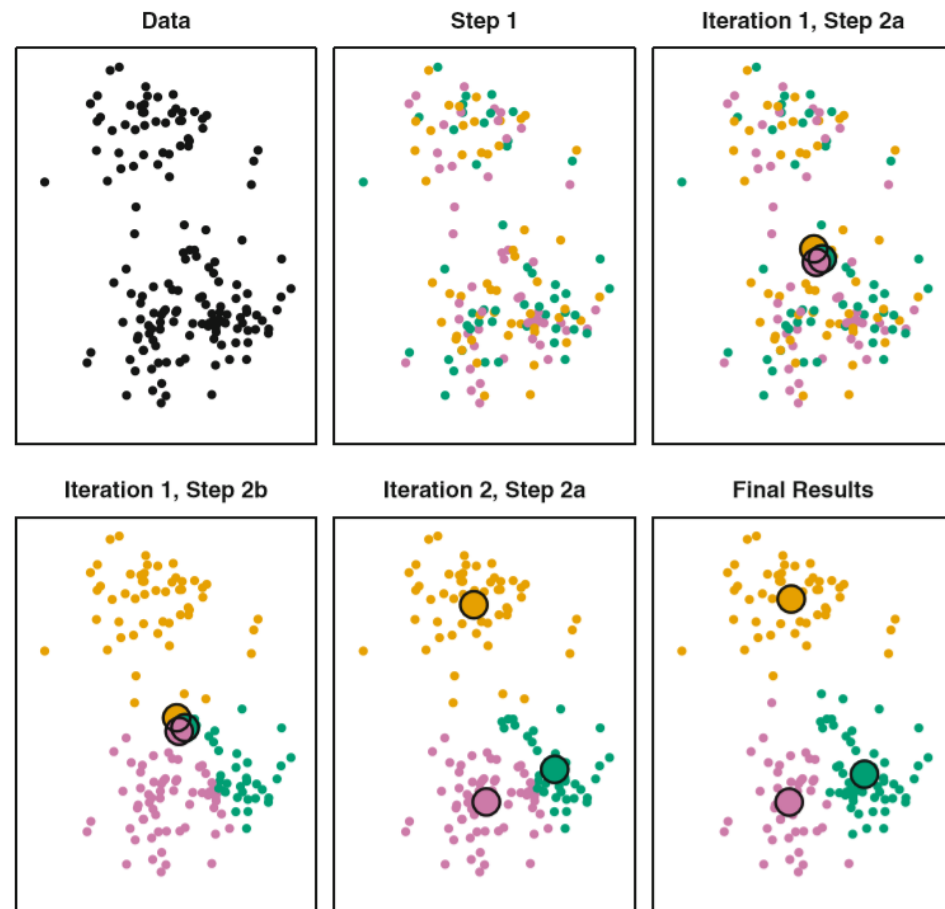 Data
Step 1
Iteration 1, Step 2a
Iteration 1, Step 2b
Iteration 2, Step 2a
Final Results